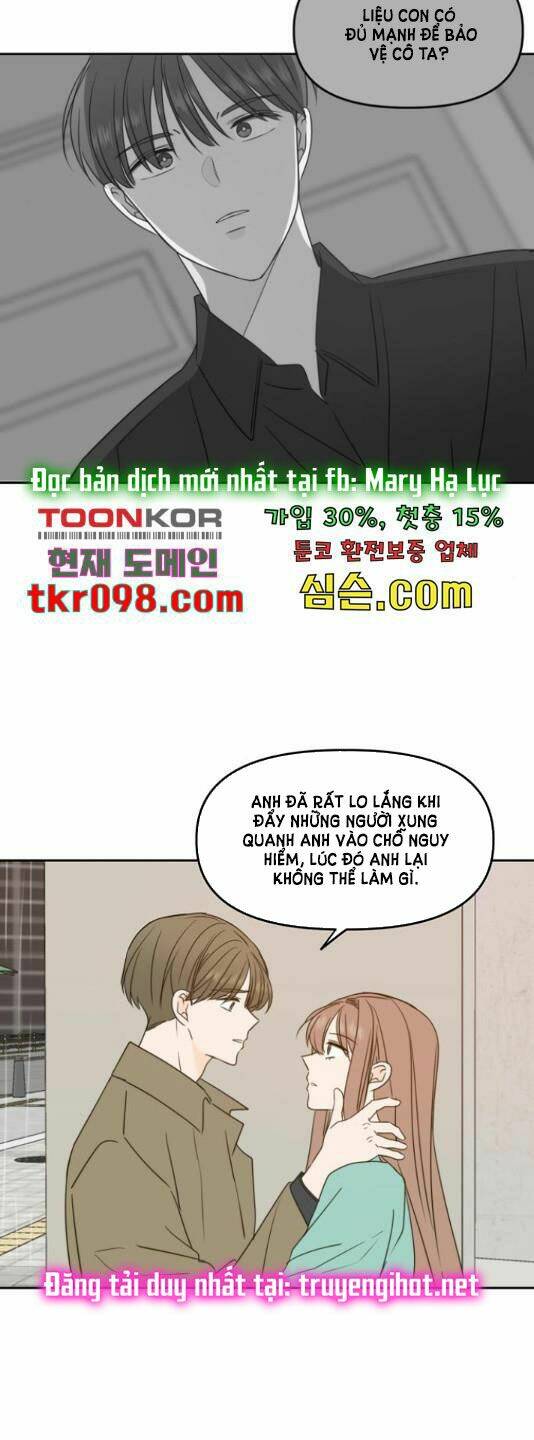 LIỆU CON CÓ
ĐỦ MẠNH ĐỂ BẢO
VỆ CÔ TA?
Đọc bản dịch mới nhất tại fb: Mary Hạ Lục
TOONKOR
현재 도메인
tkr098.com
가입 30%, 첫충 15%
툰코 환전보증 업체
심슨.com
ANH ĐÃ RẤT LO LẮNG KHI
ĐẨY NHỮNG NGƯỜI XUNG
QUANH ANH VÀO CHỖ NGUY
HIỂM, LÚC ĐÓ ANH LẠI
KHÔNG THỂ LÀM GÌ.
Đăng tải duy nhất tại: truyengihot.net